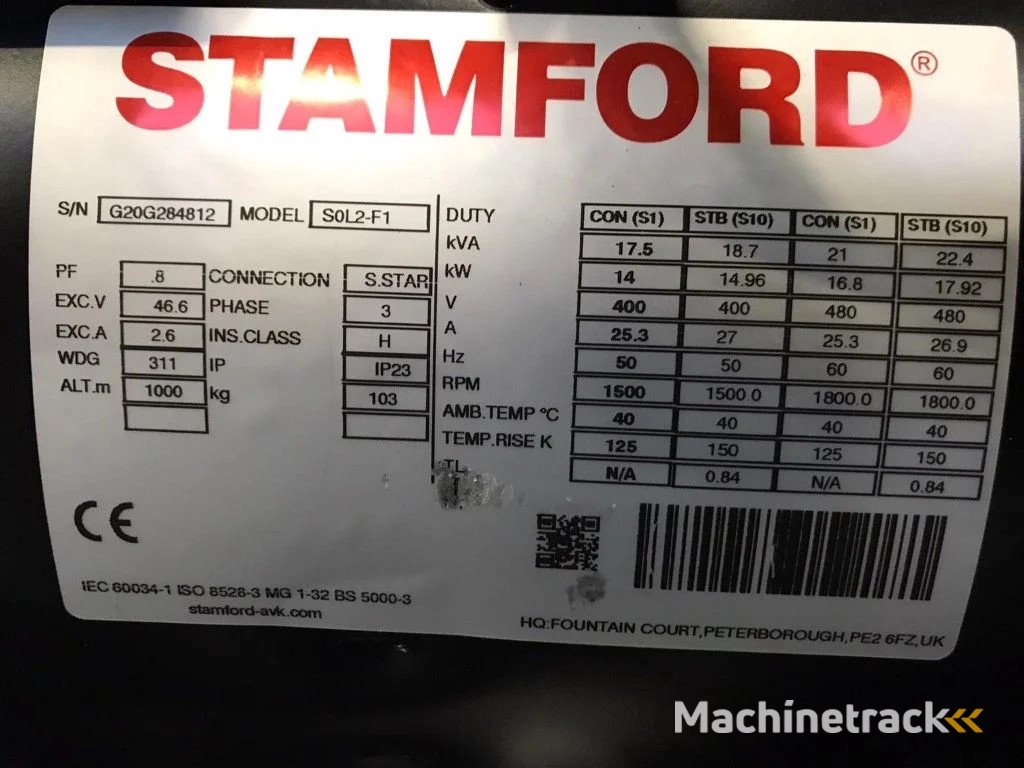 STAMFORD®
S/N G20G284812 MODEL S0L2-F1
PF .8 CONNECTION S.STAR
EXC.V 46.6 PHASE 3
EXC.A 2.6 INS.CLASS H
WDG 311 IP IP23
ALT.m 1000 kg 103
DUTY CON (S1) STB (S10) CON (S1) STB (S10)
kVA 17.5 18.7 21 22.4
kW 14 14.96 16.8 17.92
V 400 400 480 480
A 25.3 27 25.3 26.9
Hz 50 50 60 60
RPM 1500 1500.0 1800.0 1800.0
AMB.TEMP °C 40 40 40 40
TEMP.RISE K 125 150 125 150
TL N/A 0.84 N/A 0.84
CE
IEC 60034-1 ISO 8528-3 MG 1-32 BS 5000-3
stamford-avk.com
HQ:FOUNTAIN COURT,PETERBOROUGH,PE2 6FZ,UK
Machinetrack